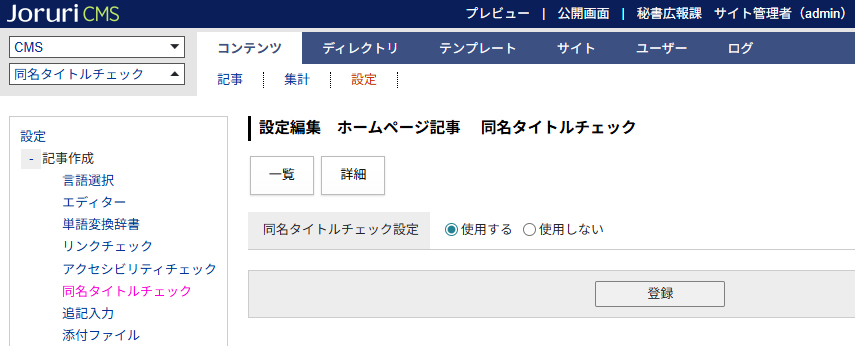 Joruri CMS
プレビュー | 公開画面 | 秘書広報課 サイト管理者（admin）
CMS
同名タイトルチェック
コンテンツ ディレクトリ テンプレート サイト ユーザー ログ
記事 集計 設定
設定
- 記事作成
言語選択
エディター
単語変換辞書
リンクチェック
アクセシビリティチェック
同名タイトルチェック
追記入力
添付ファイル
設定編集 ホームページ記事 同名タイトルチェック
一覧 詳細
同名タイトルチェック設定 使用する 使用しない
登録